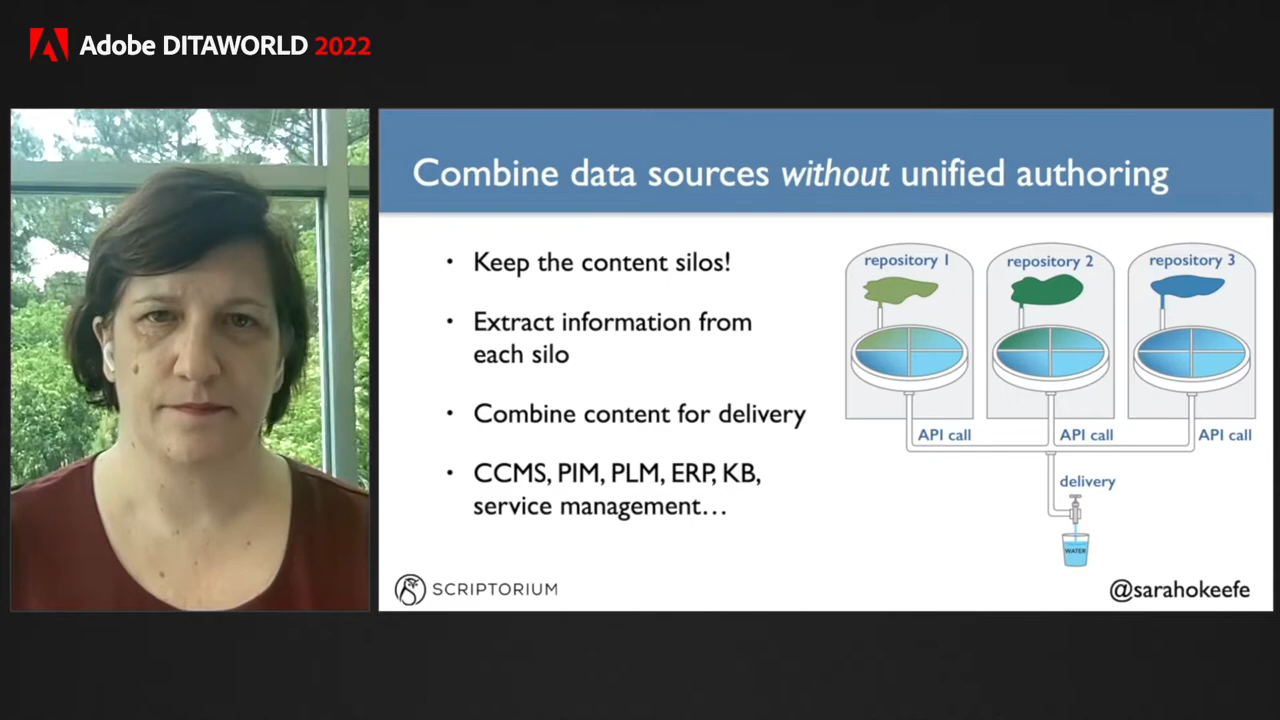 Adobe DITAWORLD 2022
Combine data sources without unified authoring
• Keep the content silos!
• Extract information from
each silo
• Combine content for delivery
• CCMS, PIM, PLM, ERP, KB,
service management…
repository 1
repository 2
repository 3
API call
API call
API call
delivery
WATER
SCRIPTORIUM
@sarahokeefe